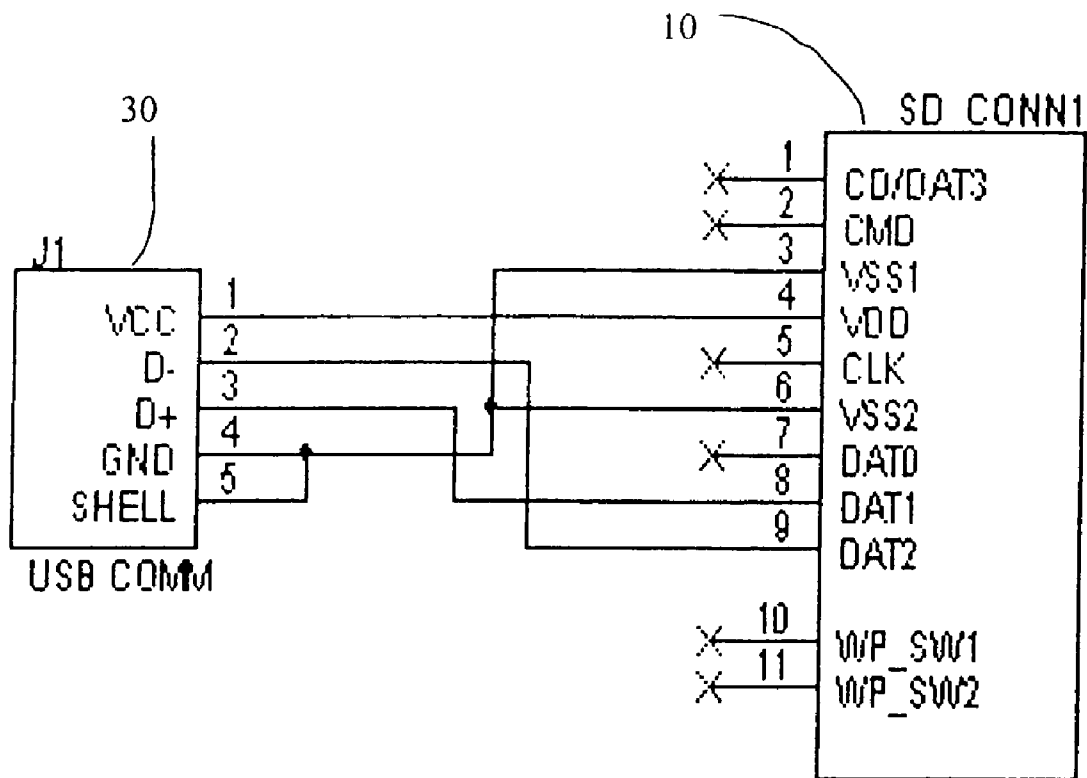 10
30
SD CONN1
J1
1
CD/DAT3
2
CMD
3
VSS1
4
VDD
5
CLK
6
VSS2
7
DAT0
8
DAT1
9
DAT2
10
WP_SW1
11
WP_SW2
VCC
1
D-
2
D+
3
GND
4
SHELL
5
USB COMM